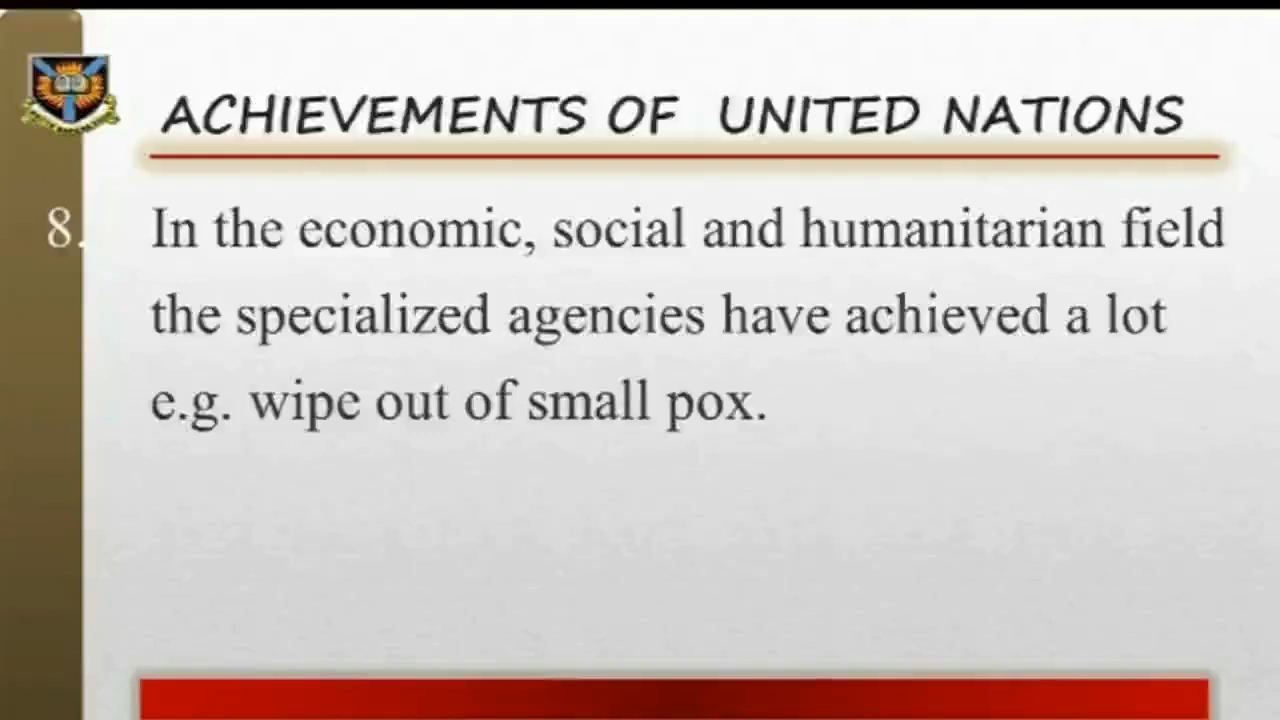 ACHIEVEMENTS OF UNITED NATIONS
8. In the economic, social and humanitarian field
the specialized agencies have achieved a lot
e.g. wipe out of small pox.